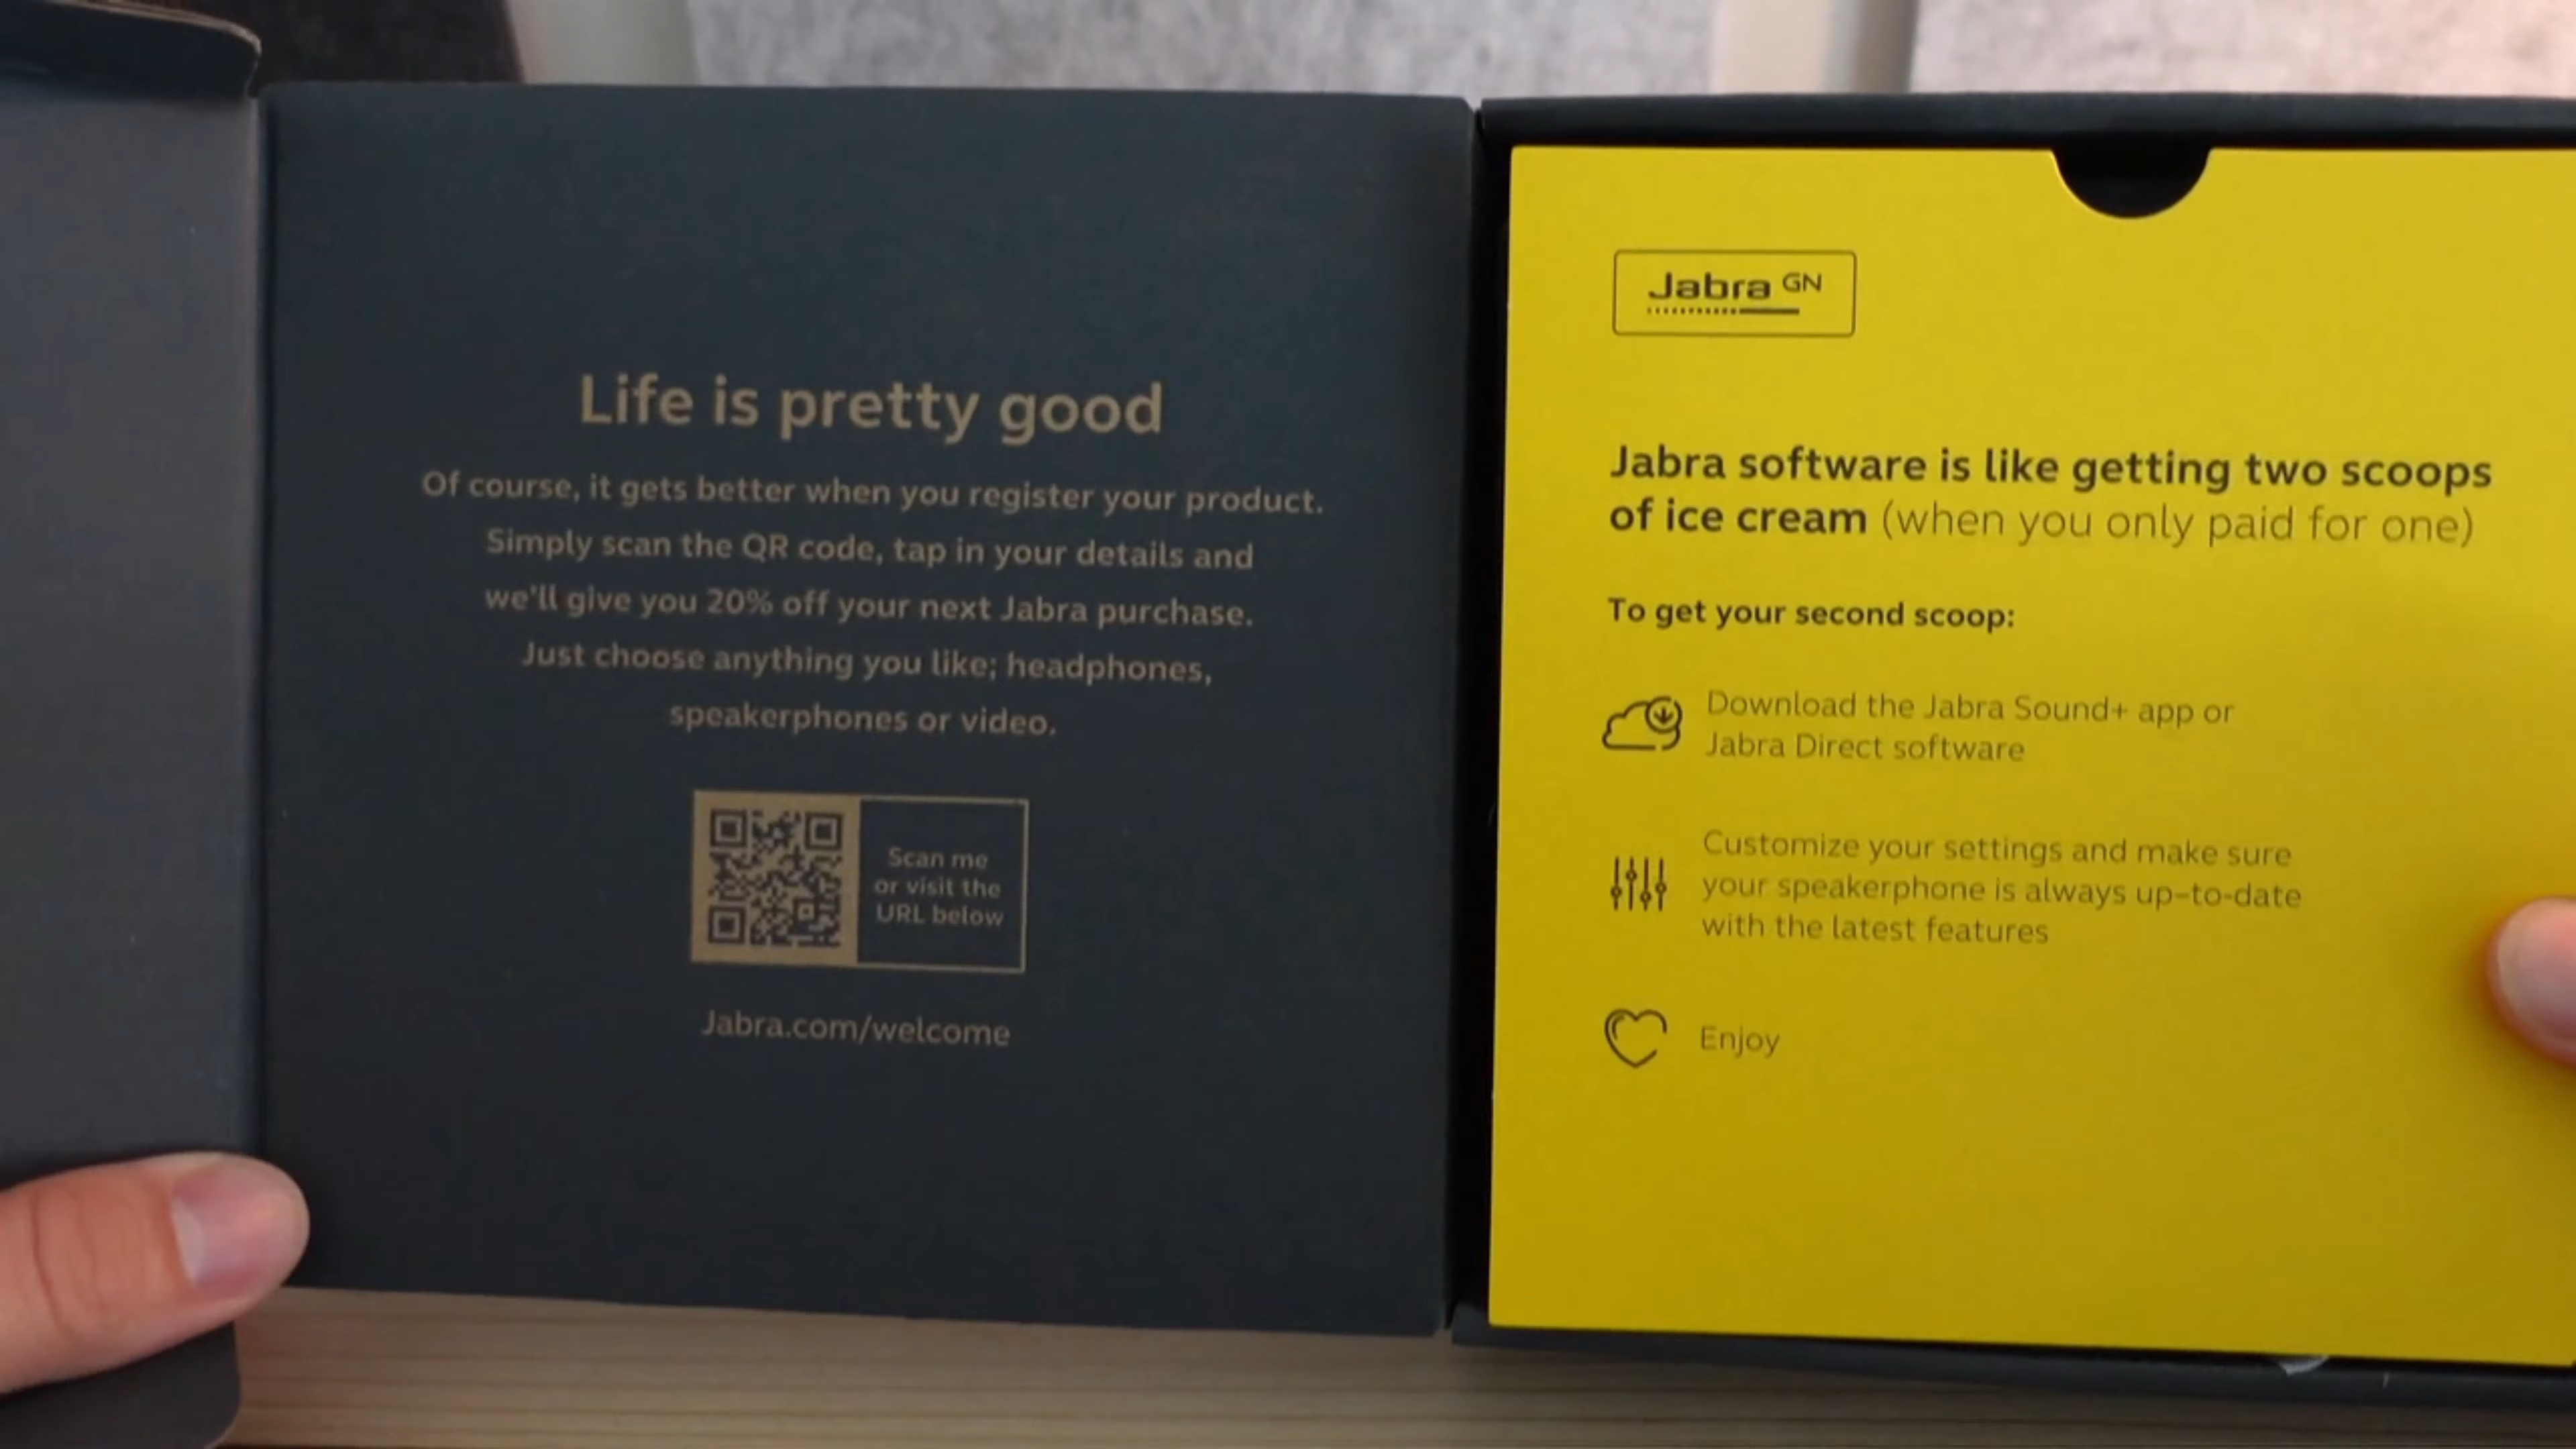 Life is pretty good
Of course, it gets better when you register your product.
Simply scan the QR code, tap in your details and
we'll give you 20% off your next Jabra purchase.
Just choose anything you like; headphones,
speakerphones or video.
Scan me
or visit the
URL below
Jabra.com/welcome
Jabra GN
Jabra software is like getting two scoops
of ice cream (when you only paid for one)
To get your second scoop:
Download the Jabra Sound+ app or
Jabra Direct software
Customize your settings and make sure
your speakerphone is always up-to-date
with the latest features
Enjoy